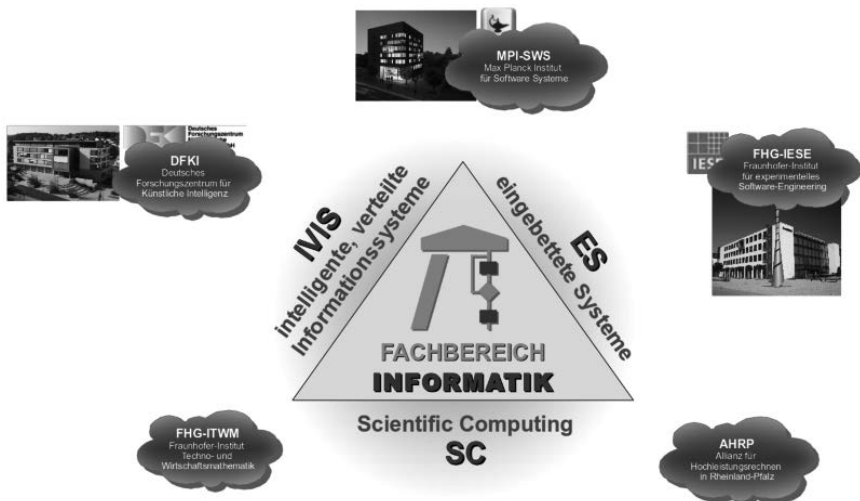 MPI-SWS
Max Planck Institut
für Software Systeme
Deutsches
Forschungszentrum
DFKI
Deutsches
Forschungszentrum für
Künstliche Intelligenz
IESE
FHG-IESE
Fraunhofer-Institut
für experimentelles
Software-Engineering
IVIS
intelligente, verteilte
Informationssysteme
ES
eingebettete Systeme
FACHBEREICH
INFORMATIK
Scientific Computing
SC
FHG-ITWM
Fraunhofer-Institut
Techno- und
Wirtschaftsmathematik
AHRP
Allianz für
Hochleistungsrechnen
in Rheinland-Pfalz